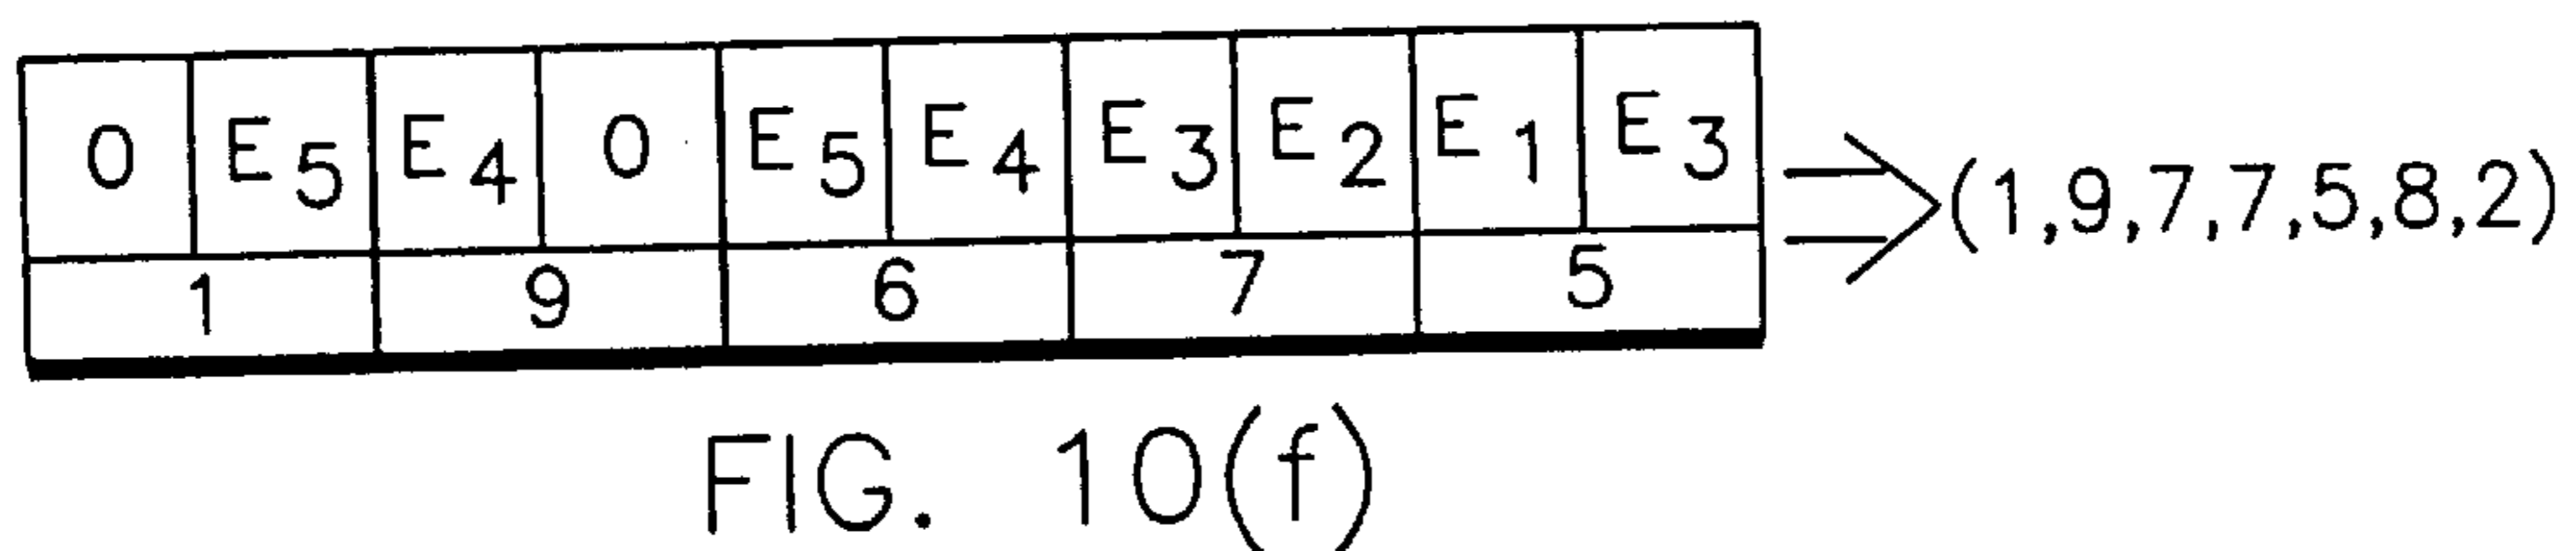 0 E5 E4 0 E5 E4 E3 E2 E1 E3 (1,9,7,7,5,8,2)
1 9 6 7 5
FIG. 10(f)